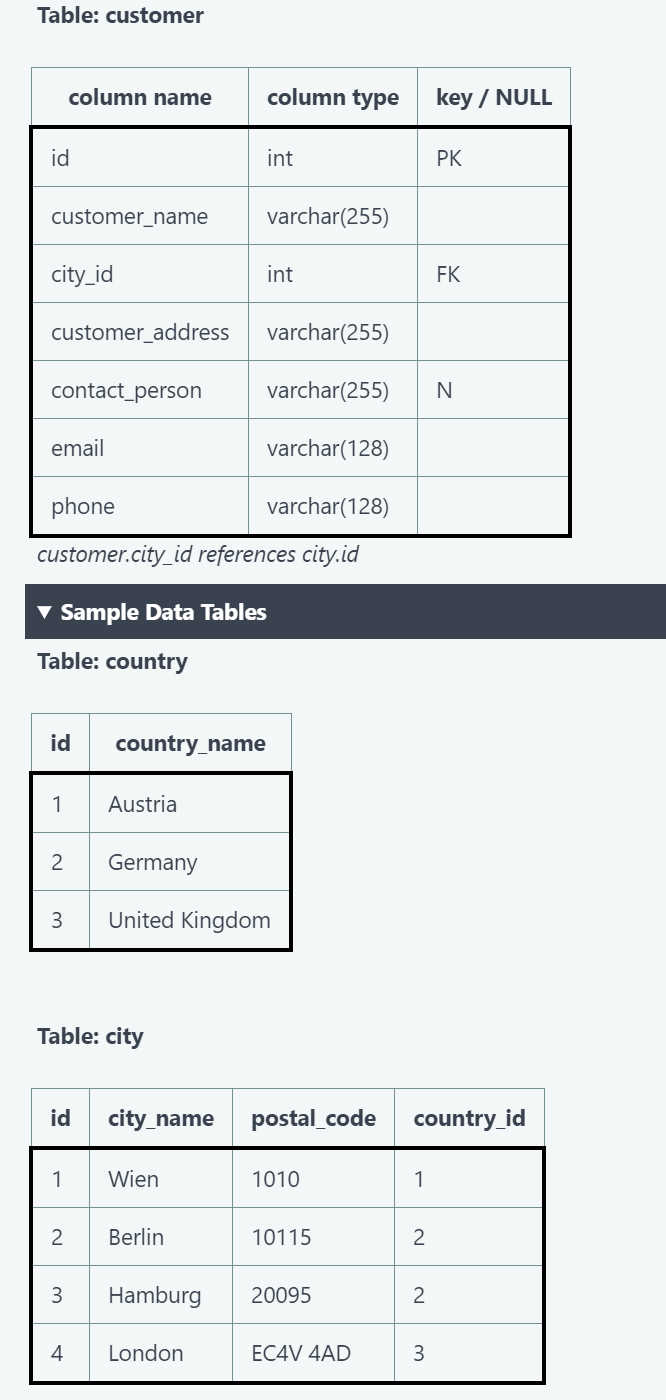 Table: customer
column name column type key / NULL
id int PK
customer_name varchar(255)
city_id int FK
customer_address varchar(255)
contact_person varchar(255) N
email varchar(128)
phone varchar(128)
customer.city_id references city.id
▼ Sample Data Tables
Table: country
id country_name
1 Austria
2 Germany
3 United Kingdom
Table: city
id city_name postal_code country_id
1 Wien 1010 1
2 Berlin 10115 2
3 Hamburg 20095 2
4 London EC4V 4AD 3